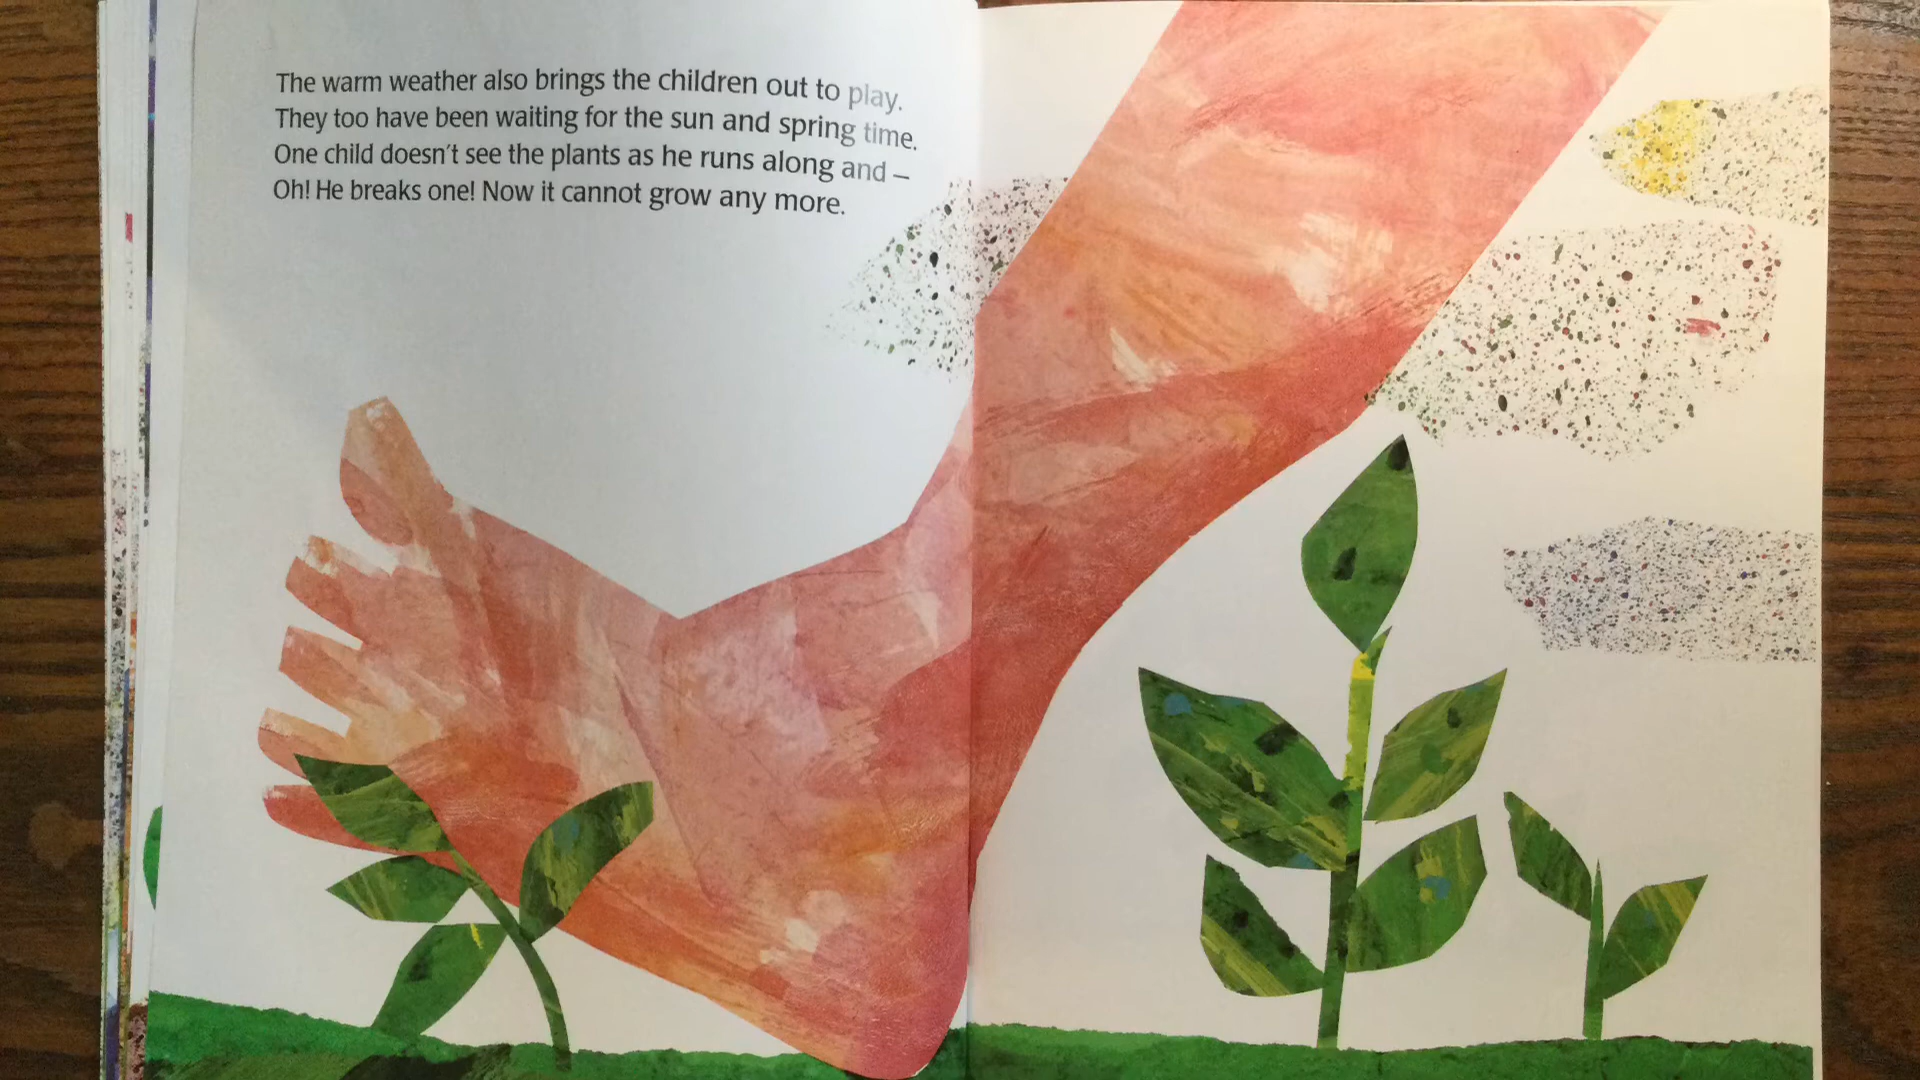 The warm weather also brings the children out to play.
They too have been waiting for the sun and spring time.
One child doesn't see the plants as he runs along and –
Oh! He breaks one! Now it cannot grow any more.